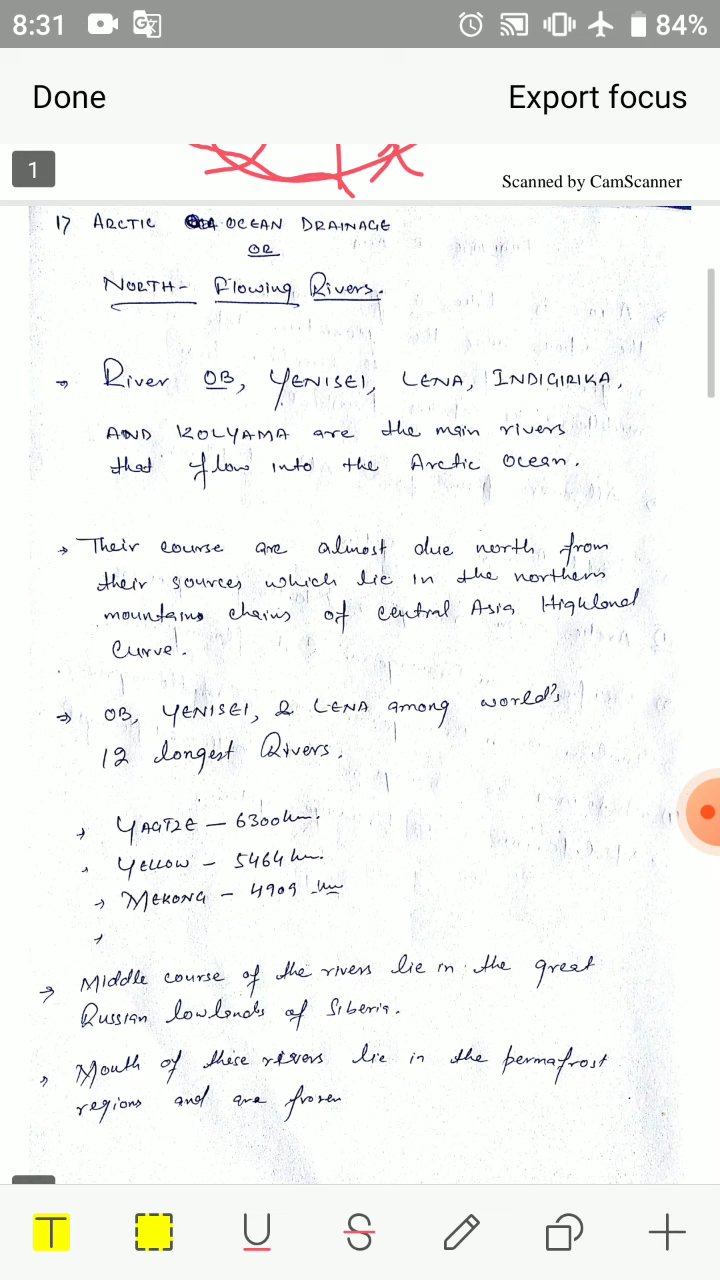 8:31
84%
Done
Export focus
1
Scanned by CamScanner
17 ARCTIC OCEAN DRAINAGE
OR
NORTH- Flowing Rivers.
→ River OB, YENISEI, LENA, INDIGIRIKA,
AND KOLYAMA are the main rivers
that flow into the Arctic Ocean.
→ Their course are almost due north from
their sources which lie in the northern
mountains chains of central Asia Highland
Curve.
→ OB, YENISEI, & LENA among world's
12 longest Rivers.
→ YAGTZE – 6300km.
→ YELLOW – 5464 km.
→ MEKONG – 4909 km
→
→ Middle course of the rivers lie in the great
Russian lowlands of Siberia.
→ Mouth of these rivers lie in the permafrost
regions and are frozen
T
U
S